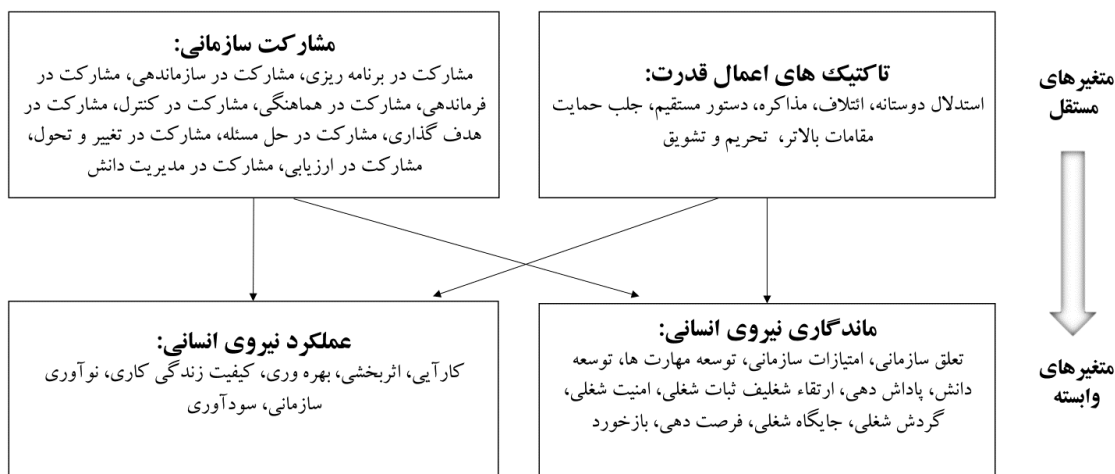 متغیرهای
مستقل
تاکتیک های اعمال قدرت:
استدلال دوستانه، ائتلاف، مذاکره، دستور مستقیم، جلب حمایت
مقامات بالاتر، تحریم و تشویق
مشارکت سازمانی:
مشارکت در برنامه ریزی، مشارکت در سازماندهی، مشارکت در
فرماندهی، مشارکت در هماهنگی، مشارکت در کنترل، مشارکت در
هدف گذاری، مشارکت در حل مسئله، مشارکت در تغییر و تحول،
مشارکت در ارزیابی، مشارکت در مدیریت دانش
متغیرهای
وابسته
ماندگاری نیروی انسانی:
تعلق سازمانی، امتیازات سازمانی، توسعه مهارت ها، توسعه
دانش، پاداش دهی، ارتقاء شغلیف ثبات شغلی، امنیت شغلی،
گردش شغلی، جایگاه شغلی، فرصت دهی، بازخورد
عملکرد نیروی انسانی:
کارآیی، اثربخشی، بهره وری، کیفیت زندگی کاری، نوآوری
سازمانی، سودآوری